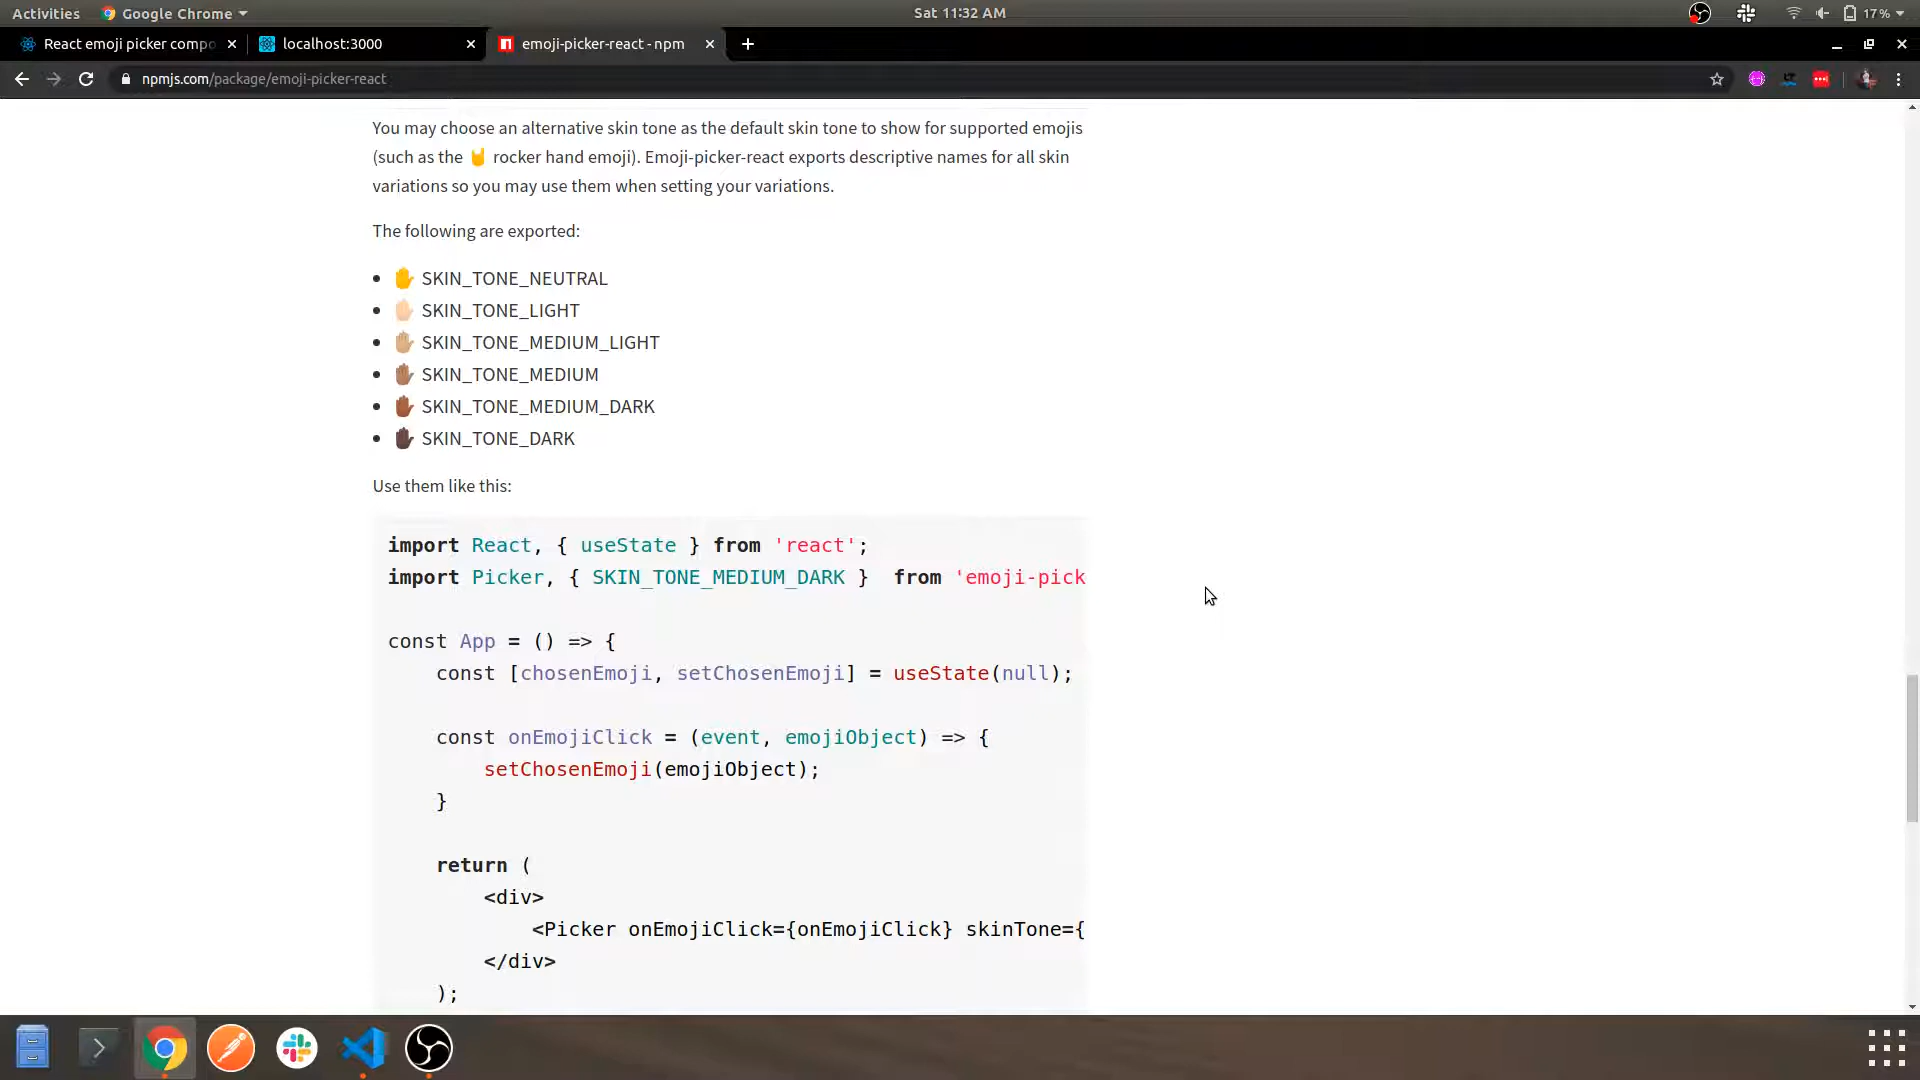 Activities Google Chrome Sat 11:32 AM 17%
React emoji picker compo localhost:3000 emoji-picker-react - npm
npmjs.com/package/emoji-picker-react
You may choose an alternative skin tone as the default skin tone to show for supported emojis
(such as the 🤘 rocker hand emoji). Emoji-picker-react exports descriptive names for all skin
variations so you may use them when setting your variations.
The following are exported:
• ✋ SKIN_TONE_NEUTRAL
• ✋🏻 SKIN_TONE_LIGHT
• ✋🏼 SKIN_TONE_MEDIUM_LIGHT
• ✋🏽 SKIN_TONE_MEDIUM
• ✋🏾 SKIN_TONE_MEDIUM_DARK
• ✋🏿 SKIN_TONE_DARK
Use them like this:
import React, { useState } from 'react';
import Picker, { SKIN_TONE_MEDIUM_DARK }  from 'emoji-pick
const App = () => {
const [chosenEmoji, setChosenEmoji] = useState(null);
const onEmojiClick = (event, emojiObject) => {
setChosenEmoji(emojiObject);
}
return (
<div>
<Picker onEmojiClick={onEmojiClick} skinTone={
</div>
);